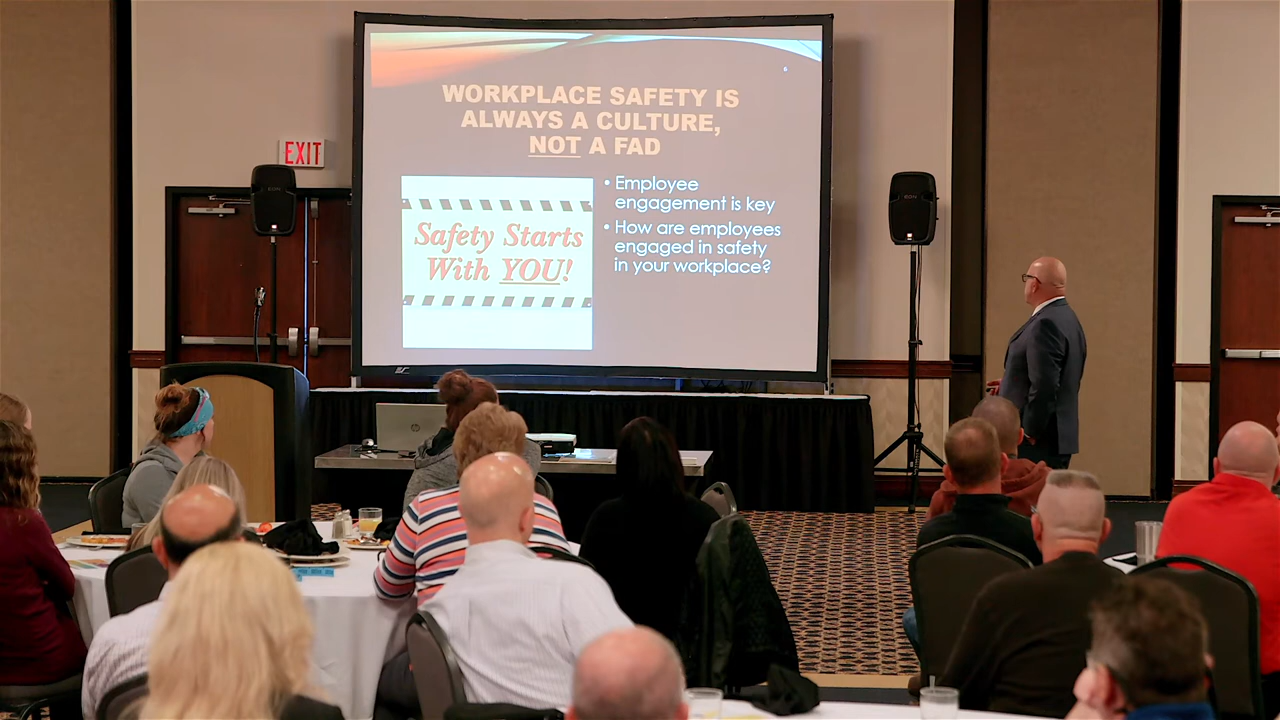 EXIT
6
WORKPLACE SAFETY IS
ALWAYS A CULTURE,
NOT A FAD
• Employee
engagement is key
• How are employees
engaged in safety
in your workplace?
Safety Starts
With YOU!